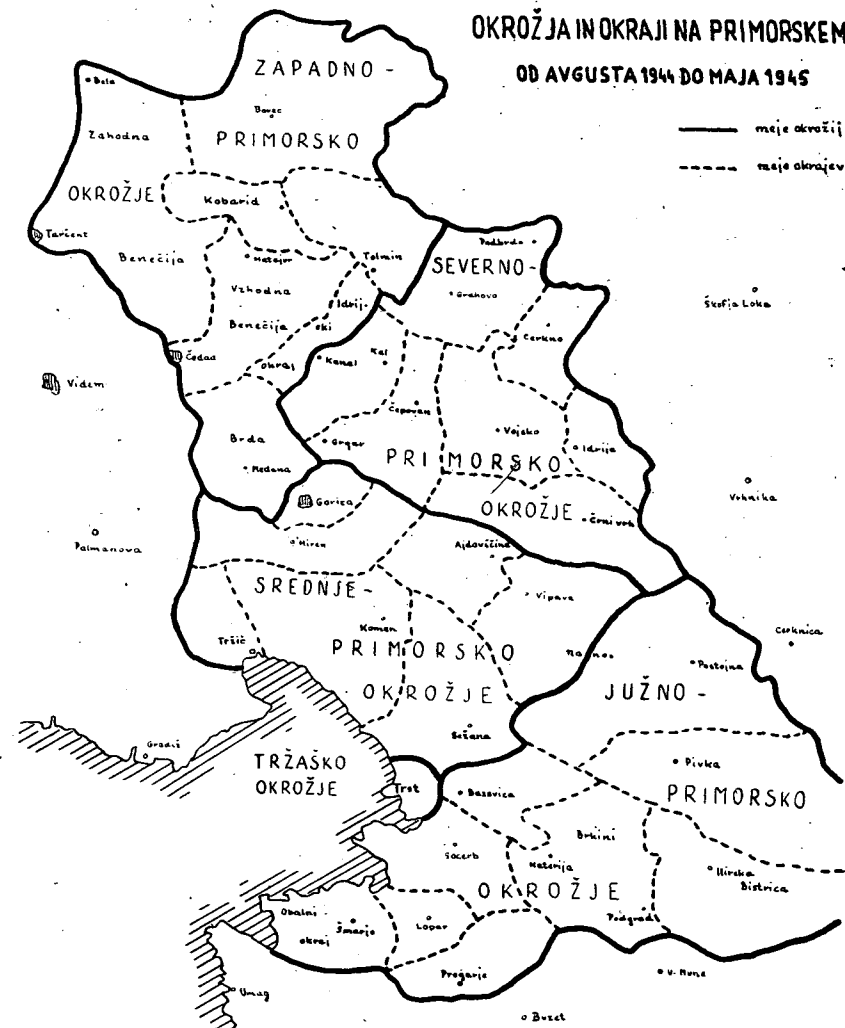 OKROŽJA IN OKRAJI NA PRIMORSKEM
OD AVGUSTA 1944 DO MAJA 1945
meje okrožij
meje okrajev
ZAPADNO-
PRIMORSKO
OKROŽJE
Bela
Bovec
Zahodna
Benečija
Kobarid
Tarčent
Matajur
Tolmin
Vzhodna
Benečija
Idrij-
ski
okraj
Čedad
Videm
Brda
Medana
SEVERNO-
PRIMORSKO
OKROŽJE
Podbrdo
Grahovo
Cerkno
Kanal
Kal
Čepovan
Vojsko
Idrija
Grgar
Črni vrh
Škofja Loka
Vrhnika
Cerknica
Palmanova
Gorica
Miren
Ajdovščina
Vipava
SREDNJE-
PRIMORSKO
OKROŽJE
Tržič
Komen
Nanos
Sežana
Gradež
TRŽAŠKO
OKROŽJE
Trst
JUŽNO-
PRIMORSKO
OKROŽJE
Postojna
Pivka
Bazovica
Brkini
Socerb
Materija
Ilirska
Bistrica
Podgrad
Obalni
okraj
Šmarje
Lopar
Pregarje
V. Mune
Umag
Buzet